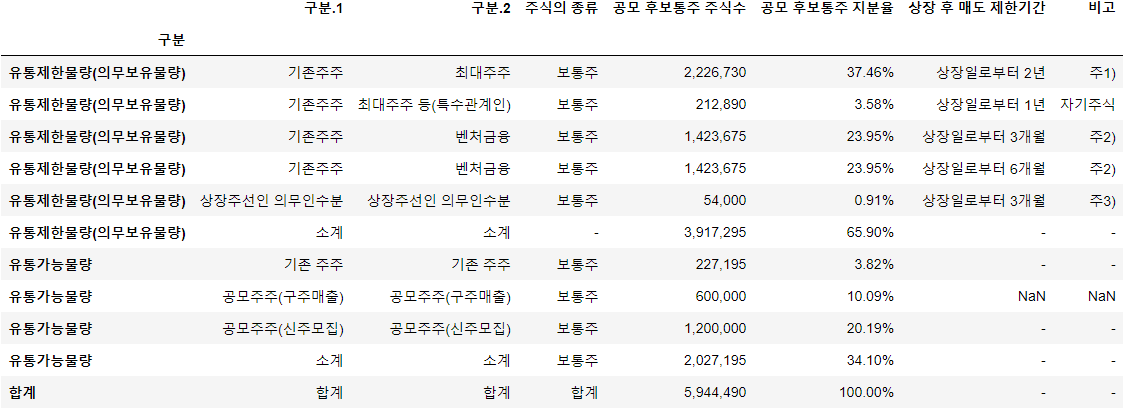 구분.1 구분.2 주식의 종류 공모 후보통주 주식수 공모 후보통주 지분율 상장 후 매도 제한기간 비고
구분
유통제한물량(의무보유물량) 기존주주 최대주주 보통주 2,226,730 37.46% 상장일로부터 2년 주1)
유통제한물량(의무보유물량) 기존주주 최대주주 등(특수관계인) 보통주 212,890 3.58% 상장일로부터 1년 자기주식
유통제한물량(의무보유물량) 기존주주 벤처금융 보통주 1,423,675 23.95% 상장일로부터 3개월 주2)
유통제한물량(의무보유물량) 기존주주 벤처금융 보통주 1,423,675 23.95% 상장일로부터 6개월 주2)
유통제한물량(의무보유물량) 상장주선인 의무인수분 상장주선인 의무인수분 보통주 54,000 0.91% 상장일로부터 3개월 주3)
유통제한물량(의무보유물량) 소계 소계 - 3,917,295 65.90% - -
유통가능물량 기존 주주 기존 주주 보통주 227,195 3.82% - -
유통가능물량 공모주주(구주매출) 공모주주(구주매출) 보통주 600,000 10.09% NaN NaN
유통가능물량 공모주주(신주모집) 공모주주(신주모집) 보통주 1,200,000 20.19% - -
유통가능물량 소계 소계 보통주 2,027,195 34.10% - -
합계 합계 합계 합계 5,944,490 100.00% - -